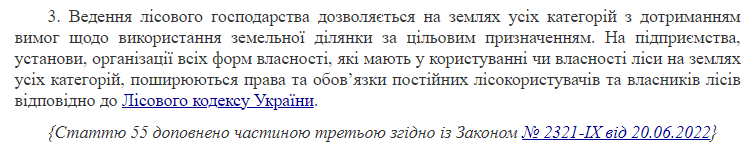 3. Ведення лісового господарства дозволяється на землях усіх категорій з дотриманням
вимог щодо використання земельної ділянки за цільовим призначенням. На підприємства,
установи, організації всіх форм власності, які мають у користуванні чи власності ліси на землях
усіх категорій, поширюються права та обов’язки постійних лісокористувачів та власників лісів
відповідно до Лісового кодексу України.
{Статтю 55 доповнено частиною третьою згідно із Законом № 2321-IX від 20.06.2022}